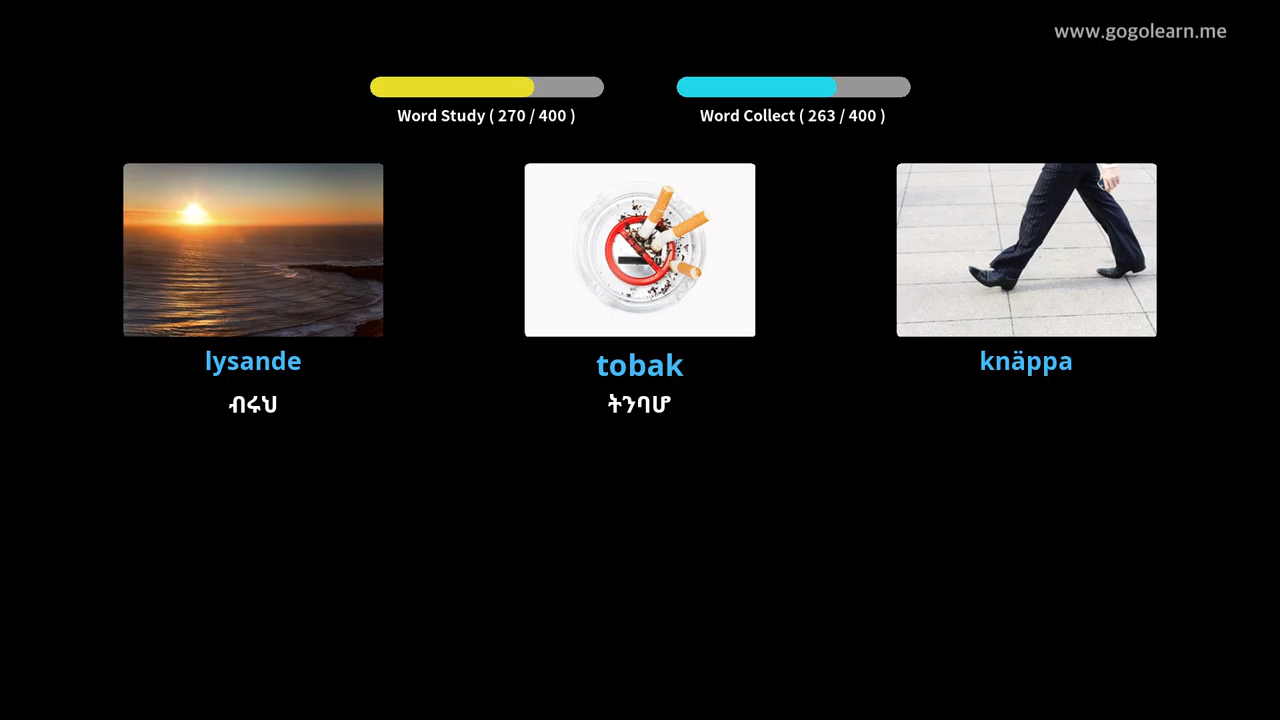 www.gogolearn.me
Word Study ( 270 / 400 )
Word Collect ( 263 / 400 )
lysande
tobak
knäppa
ብሩህ
ትንባሆ